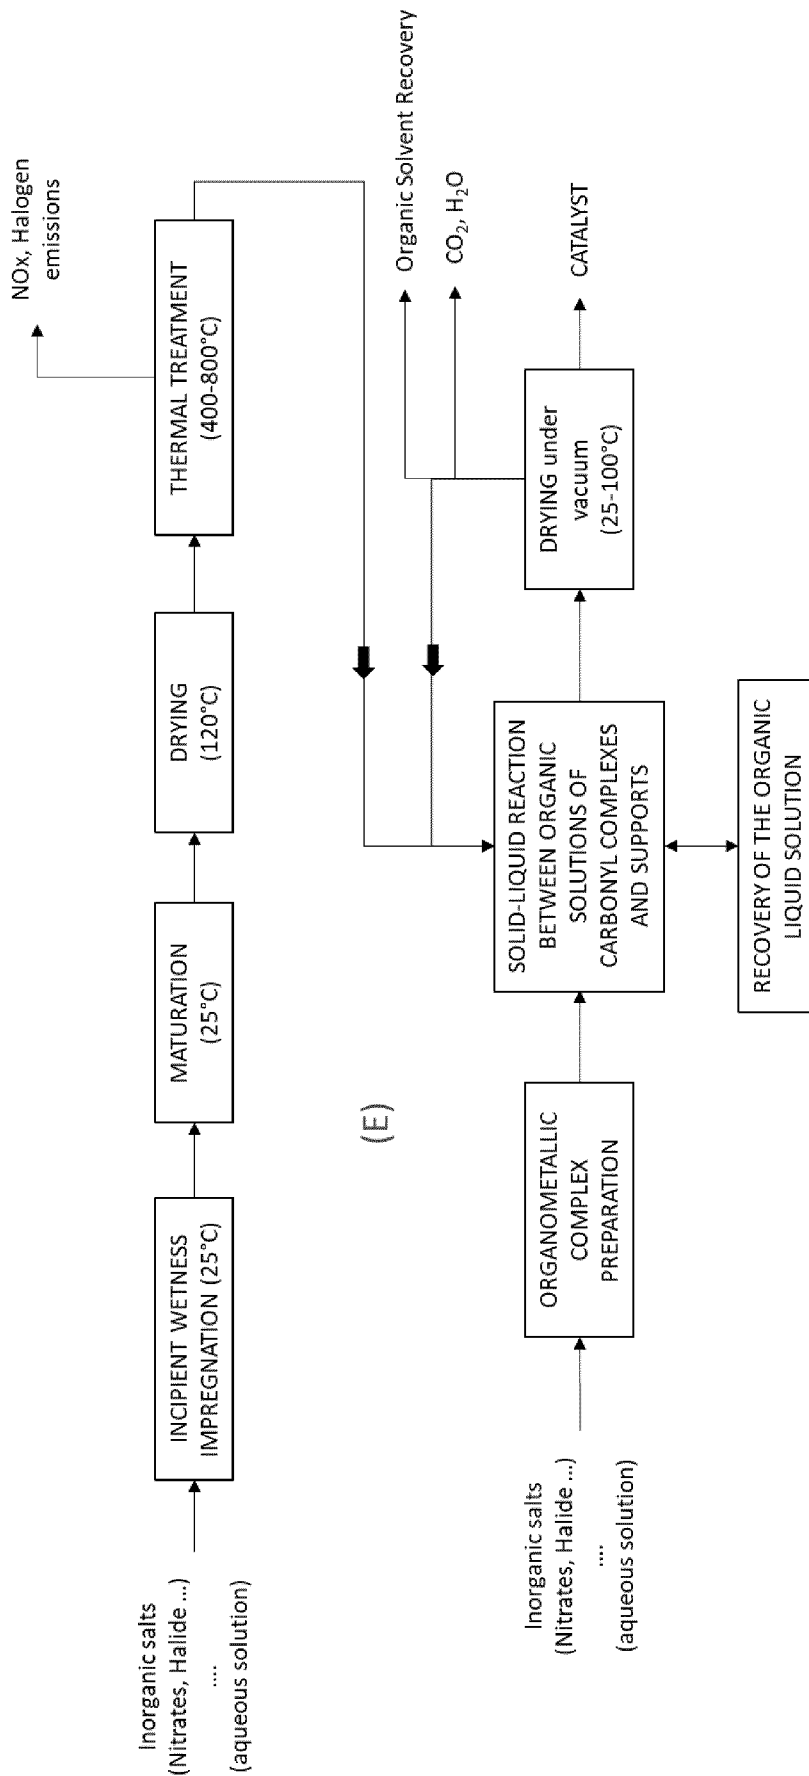 Inorganic salts
(Nitrates, Halide ...)
....
(aqueous solution)
INCIPIENT WETNESS
IMPREGNATION (25°C)
MATURATION
(25°C)
DRYING
(120°C)
THERMAL TREATMENT
(400-800°C)
NOx, Halogen
emissions
(E)
Inorganic salts
(Nitrates, Halide ...)
....
(aqueous solution)
ORGANOMETALLIC
COMPLEX
PREPARATION
SOLID-LIQUID REACTION
BETWEEN ORGANIC
SOLUTIONS OF
CARBONYL COMPLEXES
AND SUPPORTS
DRYING under
vacuum
(25-100°C)
Organic Solvent Recovery
CO₂, H₂O
CATALYST
RECOVERY OF THE ORGANIC
LIQUID SOLUTION